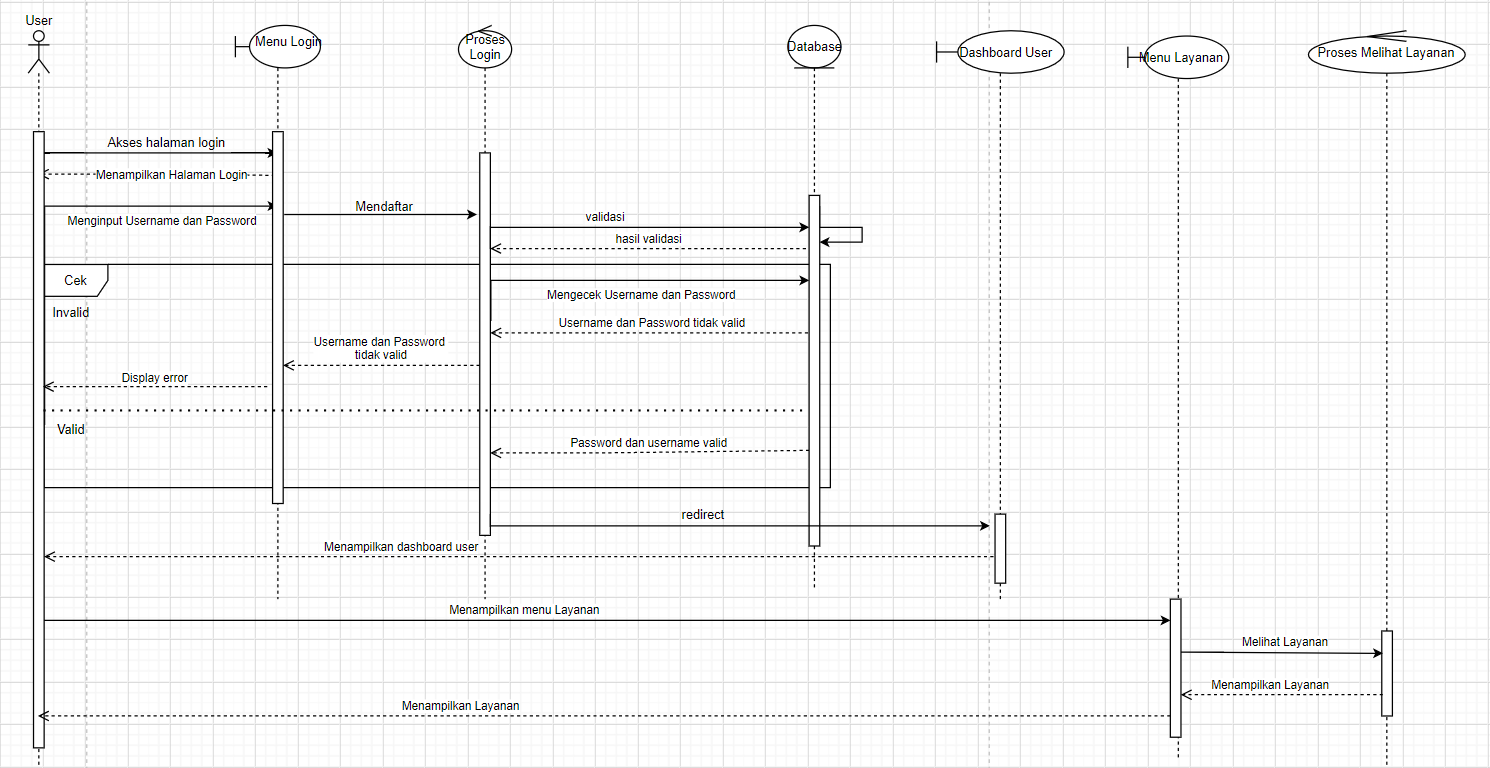 User
Menu Login
Proses
Login
Database
Dashboard User
Menu Layanan
Proses Melihat Layanan
Akses halaman login
Menampilkan Halaman Login
Menginput Username dan Password
Mendaftar
validasi
hasil validasi
Cek
Mengecek Username dan Password
Invalid
Username dan Password tidak valid
Username dan Password
tidak valid
Display error
Valid
Password dan username valid
redirect
Menampilkan dashboard user
Menampilkan menu Layanan
Melihat Layanan
Menampilkan Layanan
Menampilkan Layanan